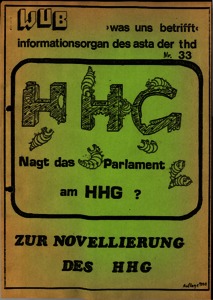 WUB
›was uns betrifft‹
informationsorgan des asta der thd
Nr. 33
HHG
Nagt das Parlament
am HHG ?
ZUR NOVELLIERUNG
DES HHG